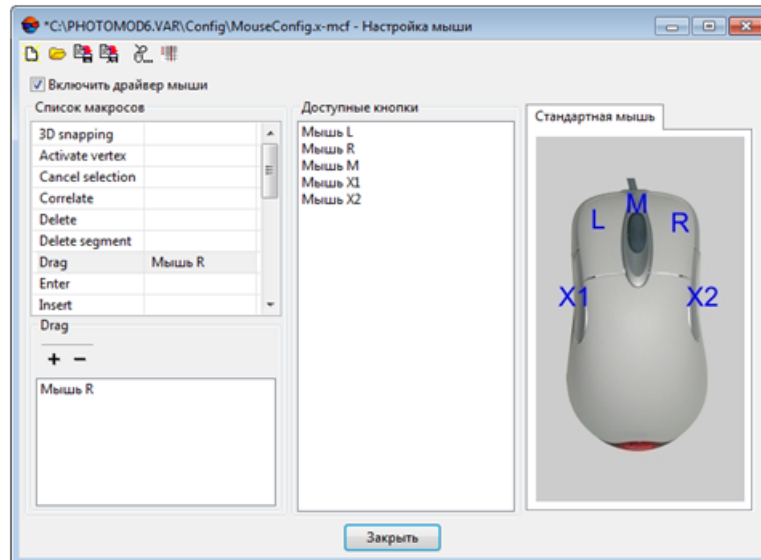 *C:\PHOTOMOD6.VAR\Config\MouseConfig.x-mcf - Настройка мыши
Включить драйвер мыши
Список макросов
3D snapping
Activate vertex
Cancel selection
Correlate
Delete
Delete segment
Drag Мышь R
Enter
Insert
Drag
+ −
Мышь R
Доступные кнопки
Мышь L
Мышь R
Мышь M
Мышь X1
Мышь X2
Стандартная мышь
M
L R
X1 X2
Закрыть